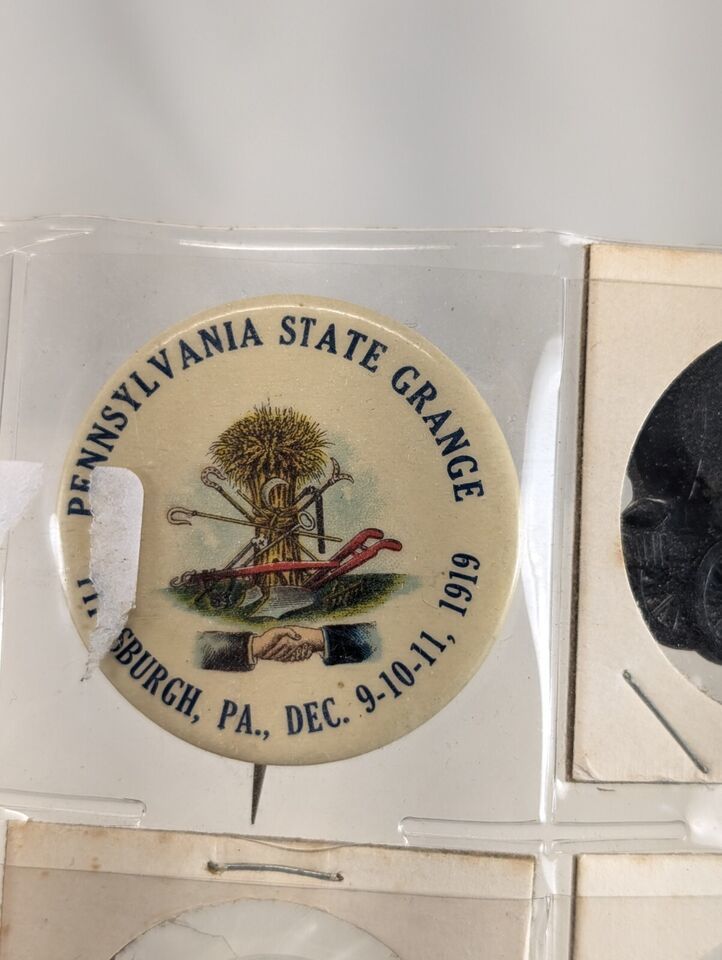 PENNSYLVANIA STATE GRANGE
SBURGH, PA., DEC. 9-10-11, 1919